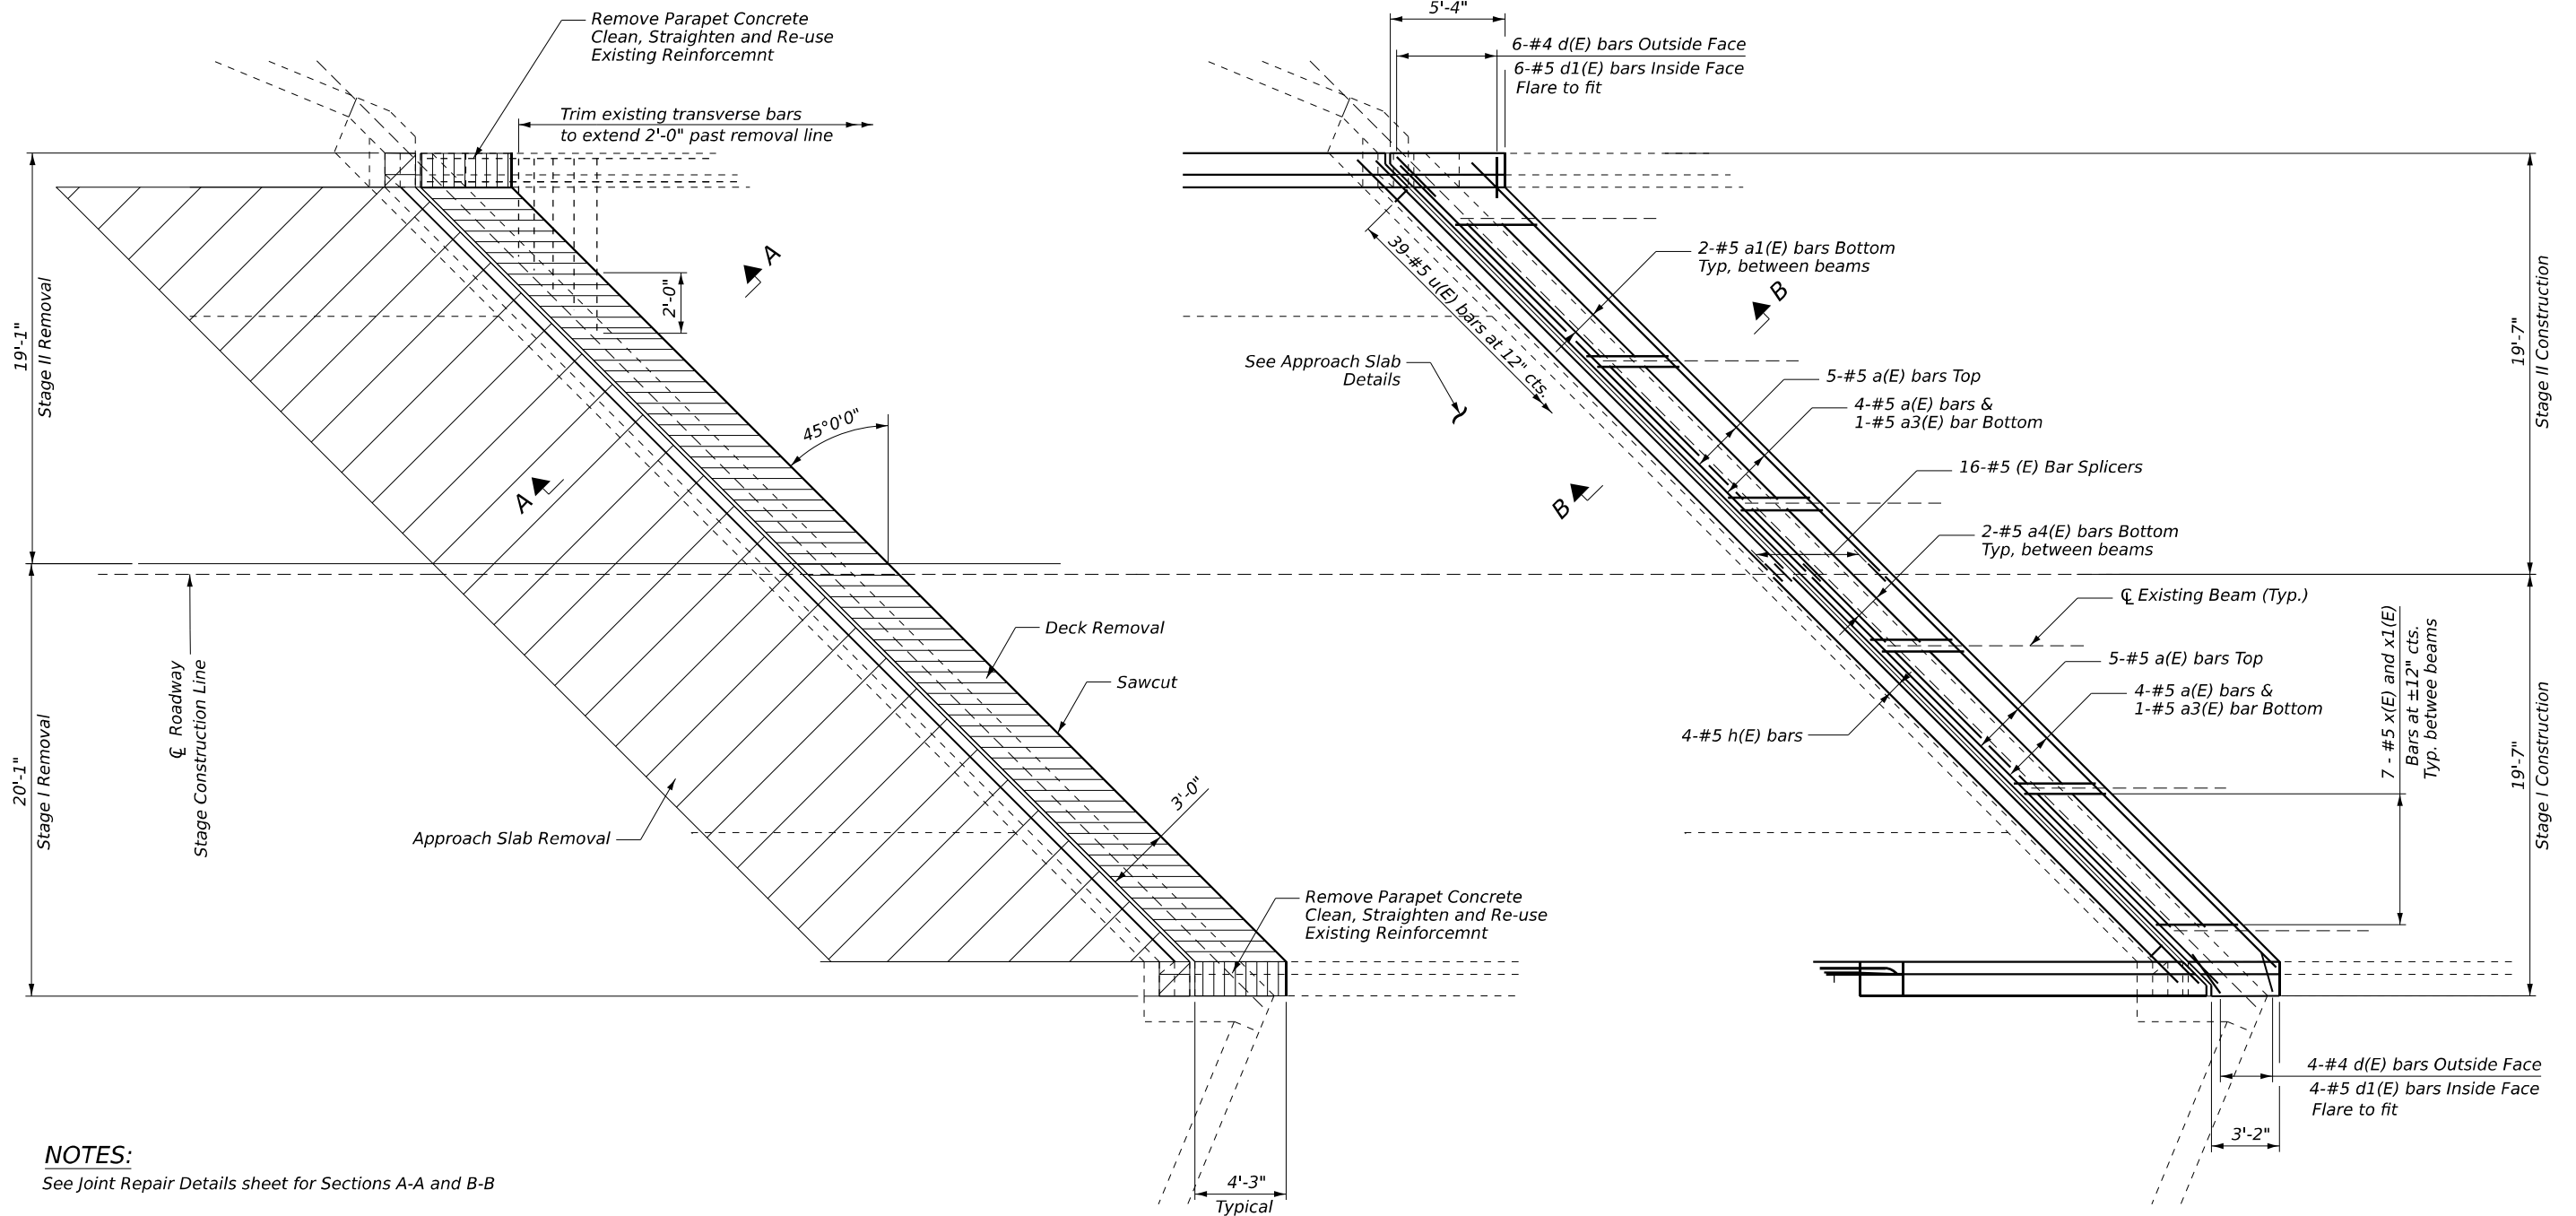 Remove Parapet Concrete
Clean, Straighten and Re-use
Existing Reinforcemnt
Trim existing transverse bars
to extend 2'-0" past removal line
19'-1"
Stage II Removal
2'-0"
A
45°0'0"
A
20'-1"
Stage I Removal
℄ Roadway
Stage Construction Line
Deck Removal
Sawcut
3'-0"
Approach Slab Removal
Remove Parapet Concrete
Clean, Straighten and Re-use
Existing Reinforcemnt
4'-3"
Typical
5'-4"
6-#4 d(E) bars Outside Face
6-#5 d1(E) bars Inside Face
Flare to fit
39-#5 u(E) bars at 12" cts.
2-#5 a1(E) bars Bottom
Typ, between beams
B
See Approach Slab
Details
5-#5 a(E) bars Top
4-#5 a(E) bars &
1-#5 a3(E) bar Bottom
16-#5 (E) Bar Splicers
B
2-#5 a4(E) bars Bottom
Typ, between beams
19'-7"
Stage II Construction
℄ Existing Beam (Typ.)
5-#5 a(E) bars Top
4-#5 a(E) bars &
1-#5 a3(E) bar Bottom
4-#5 h(E) bars
7 - #5 x(E) and x1(E)
Bars at ±12" cts.
Typ. betwee beams
19'-7"
Stage I Construction
4-#4 d(E) bars Outside Face
4-#5 d1(E) bars Inside Face
Flare to fit
3'-2"
NOTES:
See Joint Repair Details sheet for Sections A-A and B-B